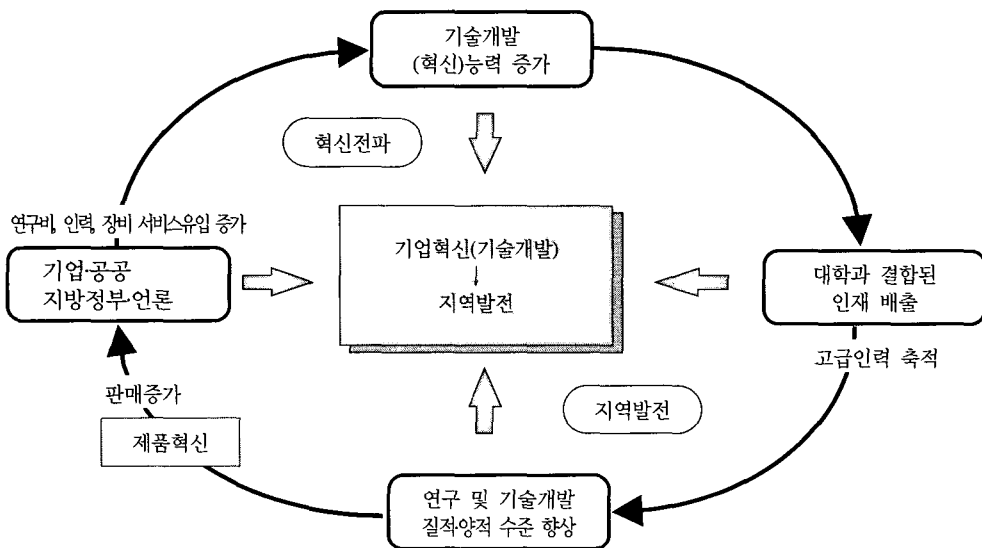 기술개발
(혁신)능력 증가
혁신전파
연구비, 인력, 장비 서비스유입 증가
기업·공공
지방정부·언론
기업혁신(기술개발)
↓
지역발전
대학과 결합된
인재 배출
고급인력 축적
판매증가
제품혁신
지역발전
연구 및 기술개발
질적·양적 수준 향상